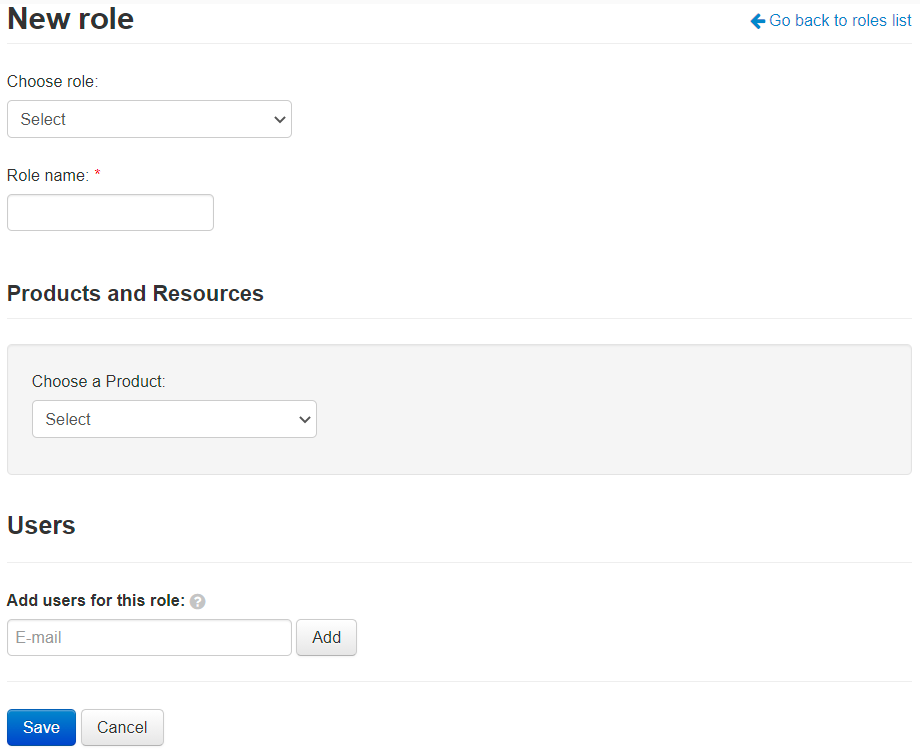 New role
Go back to roles list
Choose role:
Select
Role name: *
Products and Resources
Choose a Product:
Select
Users
Add users for this role: ?
E-mail
Add
Save
Cancel